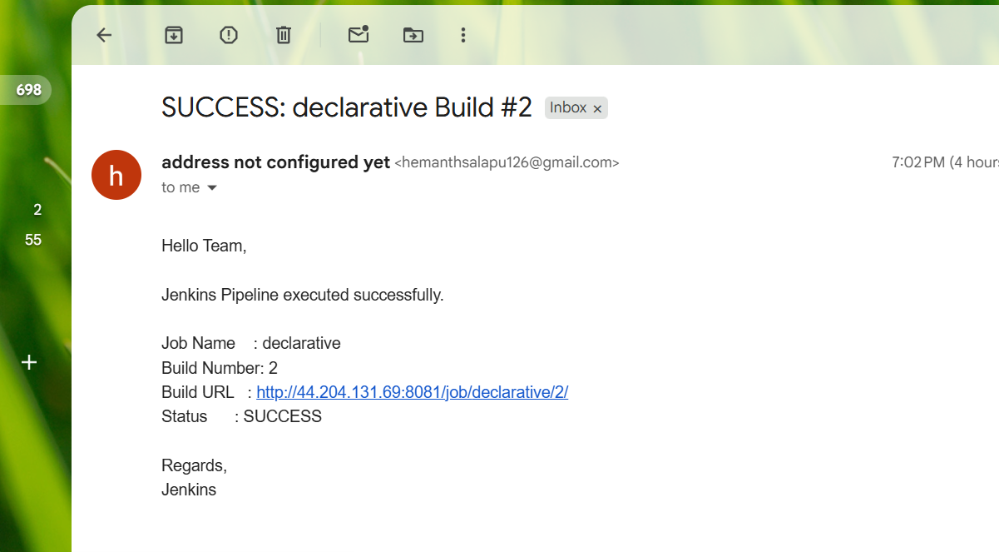 698
SUCCESS: declarative Build #2 Inbox ×
h
address not configured yet <hemanthsalapu126@gmail.com> 7:02 PM (4 hours
to me
2
55
Hello Team,
Jenkins Pipeline executed successfully.
Job Name : declarative
Build Number: 2
Build URL : http://44.204.131.69:8081/job/declarative/2/
Status : SUCCESS
Regards,
Jenkins